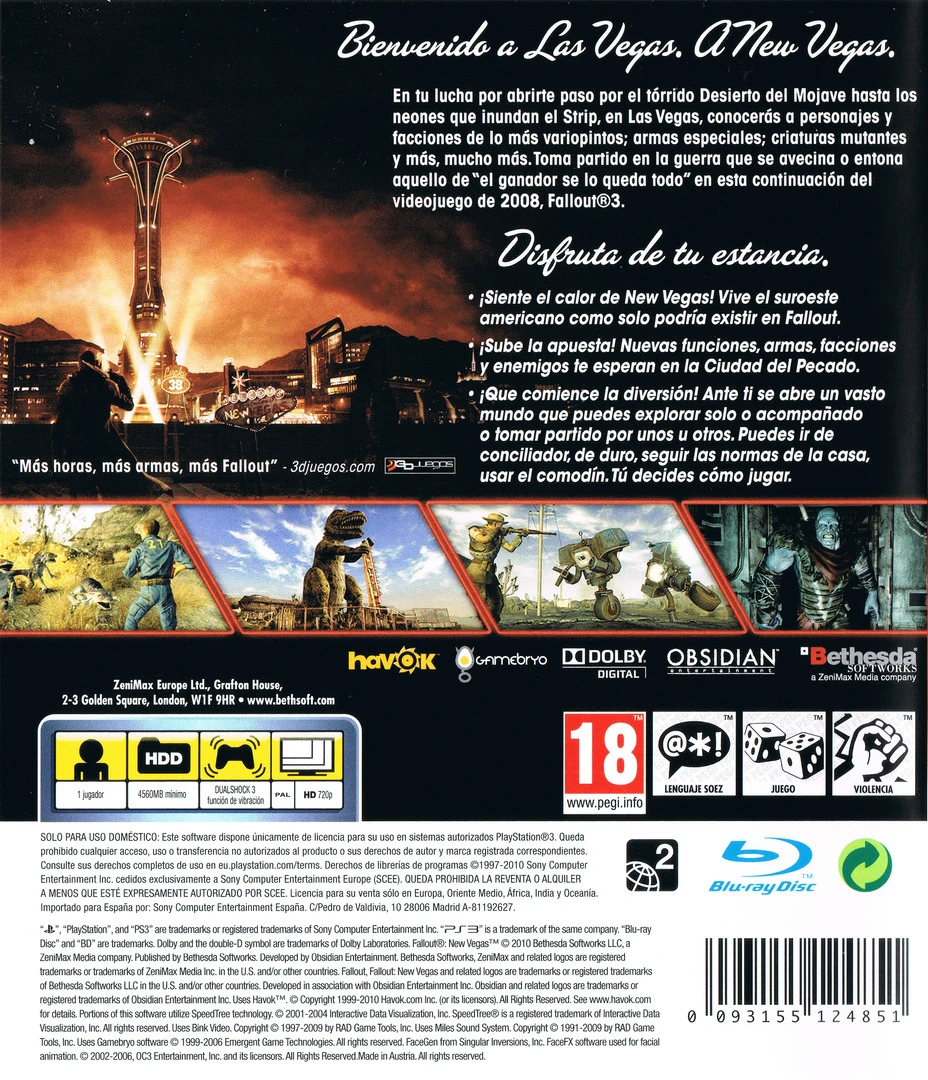 Bienvenido a Las Vegas. A New Vegas.
En tu lucha por abrirte paso por el tórrido Desierto del Mojave hasta los
neones que inundan el Strip, en Las Vegas, conocerás a personajes y
facciones de lo más variopintos; armas especiales; criaturas mutantes
y más, mucho más. Toma partido en la guerra que se avecina o entona
aquello de "el ganador se lo queda todo" en esta continuación del
videojuego de 2008, Fallout®3.
Disfruta de tu estancia.
• ¡Siente el calor de New Vegas! Vive el suroeste
americano como solo podría existir en Fallout.
• ¡Sube la apuesta! Nuevas funciones, armas, facciones
y enemigos te esperan en la Ciudad del Pecado.
• ¡Que comience la diversión! Ante ti se abre un vasto
mundo que puedes explorar solo o acompañado
o tomar partido por unos u otros. Puedes ir de
conciliador, de duro, seguir las normas de la casa,
usar el comodín. Tú decides cómo jugar.
Lucky
38
NEW
"Más horas, más armas, más Fallout" - 3djuegos.com 3DJUEGOS
havok GAMEBRYO DOLBY DIGITAL OBSIDIAN entertainment Bethesda SOFTWORKS
a ZeniMax Media company
ZeniMax Europe Ltd., Grafton House,
2-3 Golden Square, London, W1F 9HR • www.bethsoft.com
HDD
1 jugador
4560MB mínimo
DUALSHOCK 3
función de vibración
PAL
HD 720p
18
www.pegi.info
@*!
LENGUAJE SOEZ
JUEGO
VIOLENCIA
SOLO PARA USO DOMÉSTICO: Este software dispone únicamente de licencia para su uso en sistemas autorizados PlayStation®3. Queda
prohibido cualquier acceso, uso o transferencia no autorizados al producto o sus derechos de autor y marca registrada correspondientes.
Consulte sus derechos completos de uso en eu.playstation.com/terms. Derechos de librerías de programas ©1997-2010 Sony Computer
Entertainment Inc. cedidos exclusivamente a Sony Computer Entertainment Europe (SCEE). QUEDA PROHIBIDA LA REVENTA O ALQUILER
A MENOS QUE ESTÉ EXPRESAMENTE AUTORIZADO POR SCEE. Licencia para su venta sólo en Europa, Oriente Medio, África, India y Oceanía.
Importado para España por: Sony Computer Entertainment España. C/Pedro de Valdivia, 10 28006 Madrid A-81192627.
2
Blu-ray Disc™
"PS", "PlayStation", and "PS3" are trademarks or registered trademarks of Sony Computer Entertainment Inc. "PS3" is a trademark of the same company. "Blu-ray
Disc" and "BD" are trademarks. Dolby and the double-D symbol are trademarks of Dolby Laboratories. Fallout®: New Vegas™ © 2010 Bethesda Softworks LLC, a
ZeniMax Media company. Published by Bethesda Softworks. Developed by Obsidian Entertainment. Bethesda Softworks, ZeniMax and related logos are registered
trademarks or trademarks of ZeniMax Media Inc. in the U.S. and/or other countries. Fallout, Fallout: New Vegas and related logos are trademarks or registered trademarks
of Bethesda Softworks LLC in the U.S. and/or other countries. Developed in association with Obsidian Entertainment. Obsidian and related logos are trademarks or
registered trademarks of Obsidian Entertainment Inc. Uses Havok™. © Copyright 1999-2010 Havok.com Inc. (or its licensors). All Rights Reserved. See www.havok.com
for details. Portions of this software utilize SpeedTree technology. © 2001-2004 Interactive Data Visualization, Inc. SpeedTree® is a registered trademark of Interactive Data
Visualization, Inc. All rights reserved. Uses Bink Video. Copyright © 1997-2009 by RAD Game Tools, Inc. Uses Miles Sound System. Copyright © 1991-2009 by RAD Game
Tools, Inc. Uses Gamebryo software © 1999-2006 Emergent Game Technologies. All rights reserved. FaceGen from Singular Inversions, Inc. FaceFX software used for facial
animation. © 2002-2006, OC3 Entertainment, Inc. and its licensors. All Rights Reserved.Made in Austria. All rights reserved.
0 093155 124851